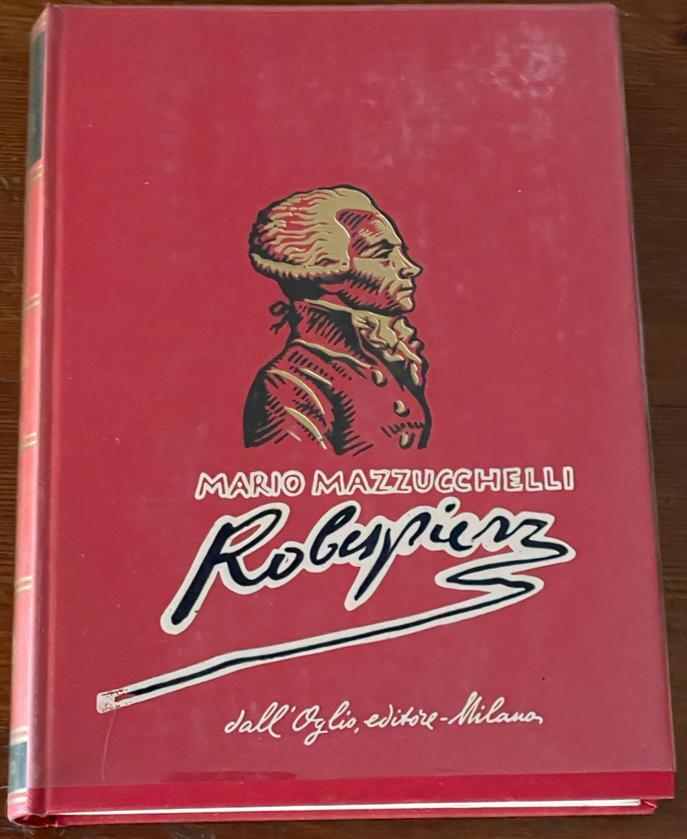 MARIO MAZZUCCHELLI
Robespierre
dall'Oglio, editore - Milano